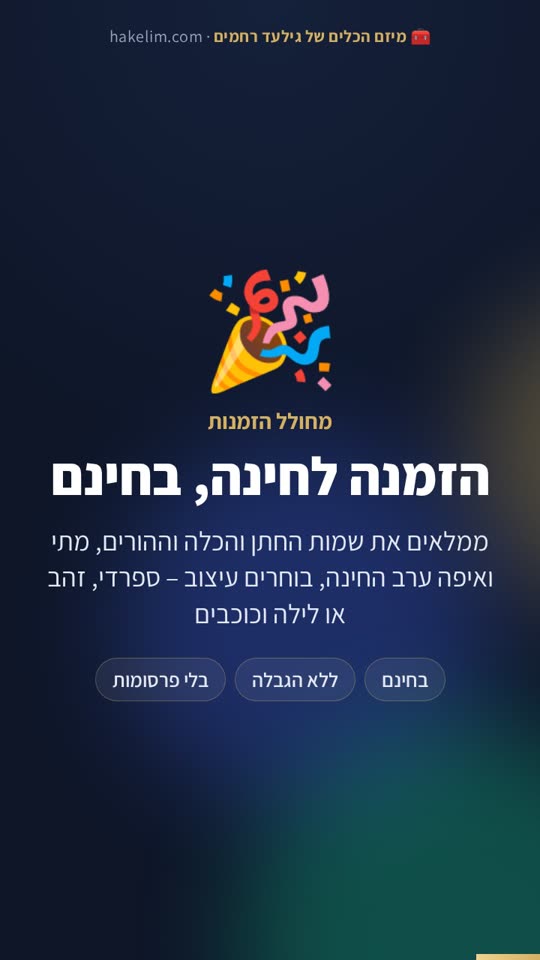 🧰 מיזם הכלים של גילעד רחמים · hakelim.com
מחולל הזמנות
הזמנה לחינה, בחינם
ממלאים את שמות החתן והכלה וההורים, מתי
ואיפה ערב החינה, בוחרים עיצוב – ספרדי, זהב
או לילה וכוכבים
בחינם
ללא הגבלה
בלי פרסומות